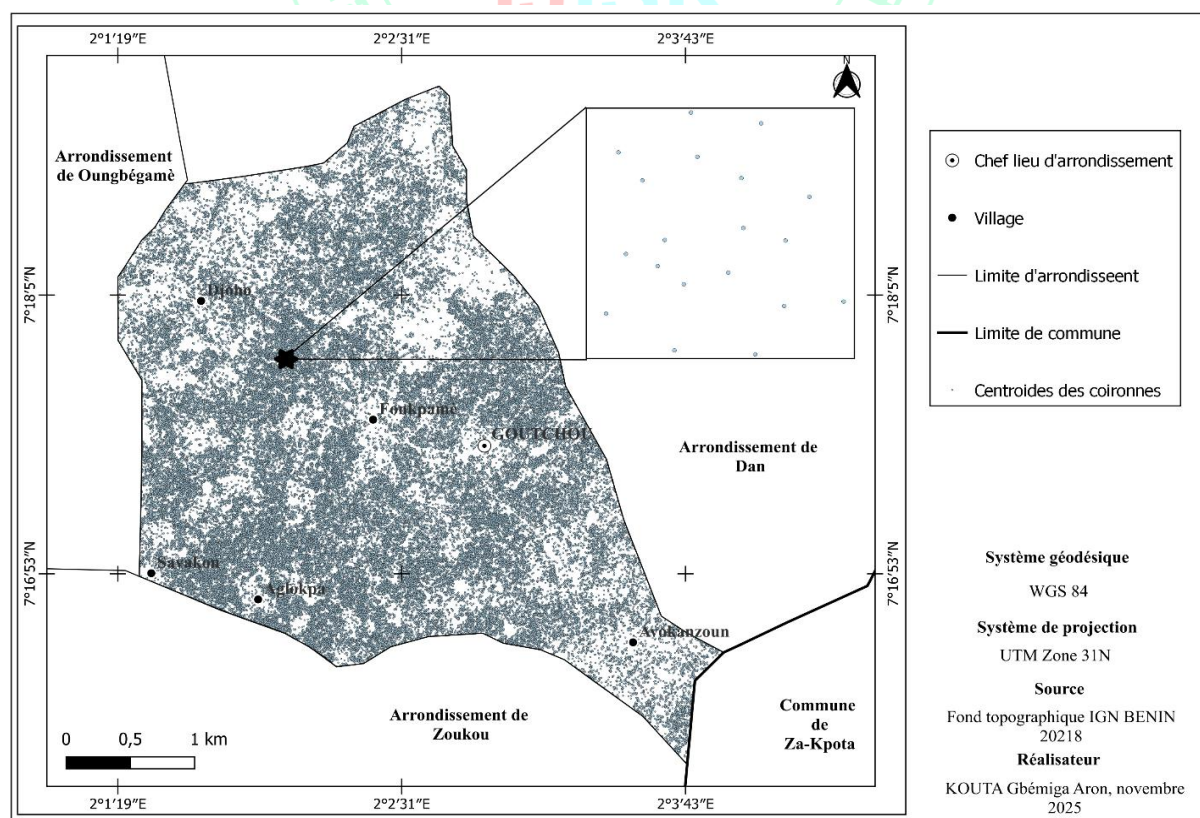 2°1'19"E
2°2'31"E
2°3'43"E
N
Arrondissement
de Oungbégamè
7°18'5"N
7°18'5"N
Djoho
Foukpamè
GOUTCHOU
Arrondissement de
Dan
7°16'53"N
7°16'53"N
Savakou
Aglokpa
Avokanzoun
Arrondissement de
Zoukou
Commune
de
Za-Kpota
0 0,5 1 km
2°1'19"E
2°2'31"E
2°3'43"E
Chef lieu d'arrondissement
Village
Limite d'arrondisseent
Limite de commune
Centroides des coironnes
Système géodésique
WGS 84
Système de projection
UTM Zone 31N
Source
Fond topographique IGN BENIN
20218
Réalisateur
KOUTA Gbémiga Aron, novembre
2025